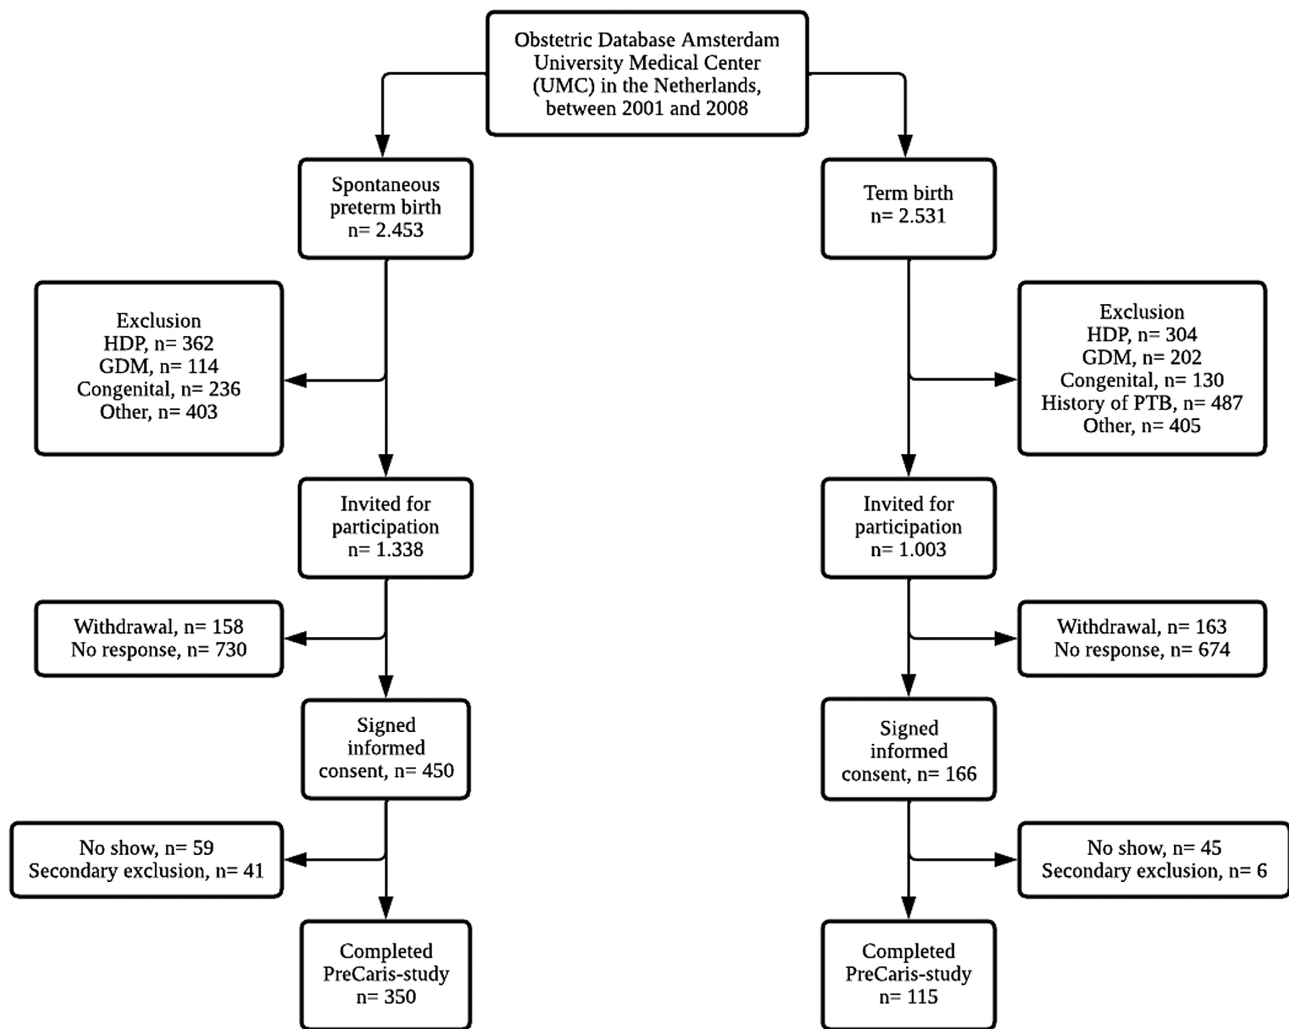 Obstetric Database Amsterdam
University Medical Center
(UMC) in the Netherlands,
between 2001 and 2008
Spontaneous
preterm birth
n= 2.453
Term birth
n= 2.531
Exclusion
HDP, n= 362
GDM, n= 114
Congenital, n= 236
Other, n= 403
Exclusion
HDP, n= 304
GDM, n= 202
Congenital, n= 130
History of PTB, n= 487
Other, n= 405
Invited for
participation
n= 1.338
Invited for
participation
n= 1.003
Withdrawal, n= 158
No response, n= 730
Withdrawal, n= 163
No response, n= 674
Signed
informed
consent, n= 450
Signed
informed
consent, n= 166
No show, n= 59
Secondary exclusion, n= 41
No show, n= 45
Secondary exclusion, n= 6
Completed
PreCaris-study
n= 350
Completed
PreCaris-study
n= 115